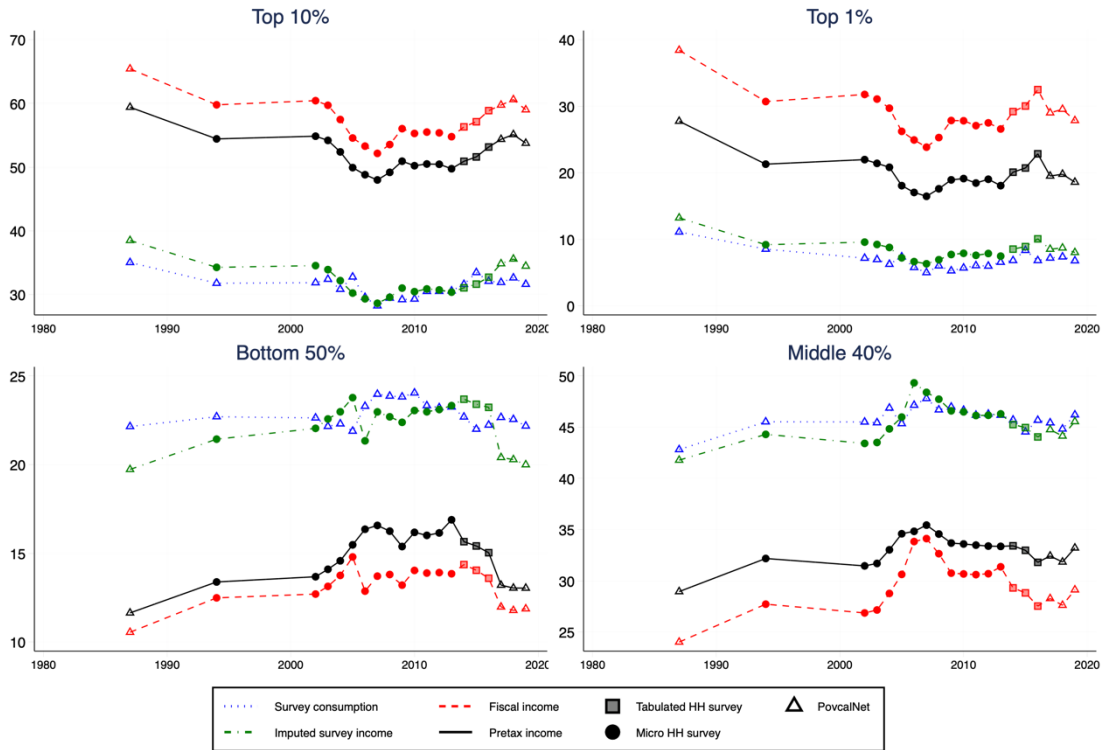 Top 10%
Top 1%
70
60
50
40
30
1980 1990 2000 2010 2020
40
30
20
10
0
1980 1990 2000 2010 2020
Bottom 50%
Middle 40%
25
20
15
10
1980 1990 2000 2010 2020
50
45
40
35
30
25
1980 1990 2000 2010 2020
Survey consumption Fiscal income Tabulated HH survey PovcalNet
Imputed survey income Pretax income Micro HH survey